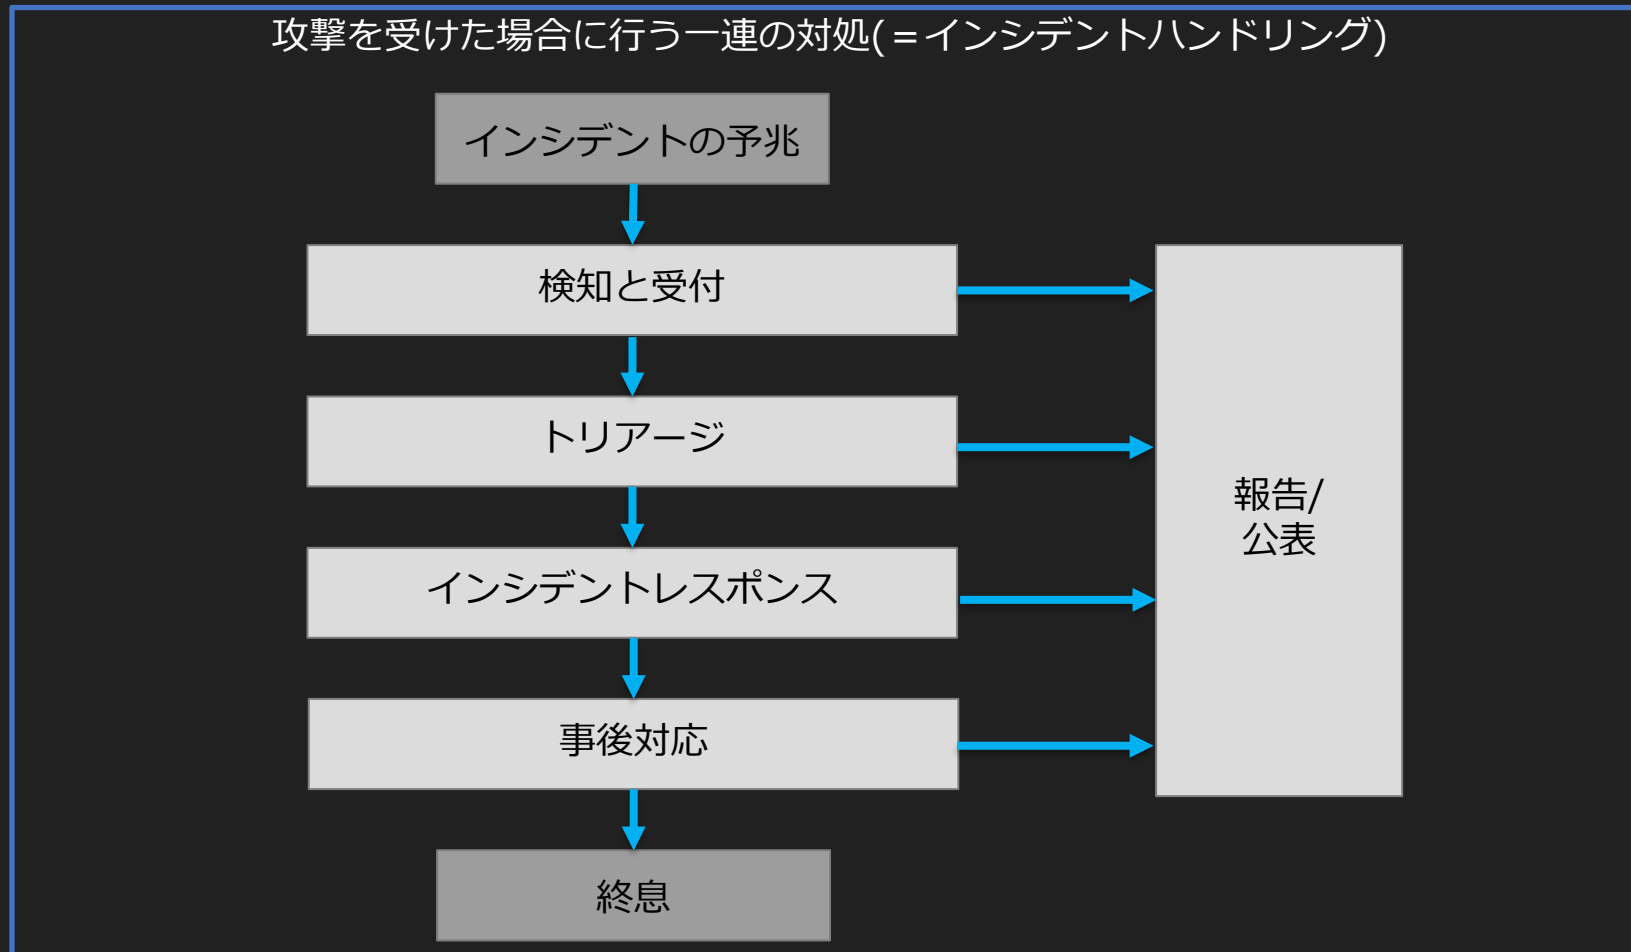 攻撃を受けた場合に行う一連の対処(=インシデントハンドリング)
インシデントの予兆
検知と受付
トリアージ
インシデントレスポンス
事後対応
終息
報告/
公表